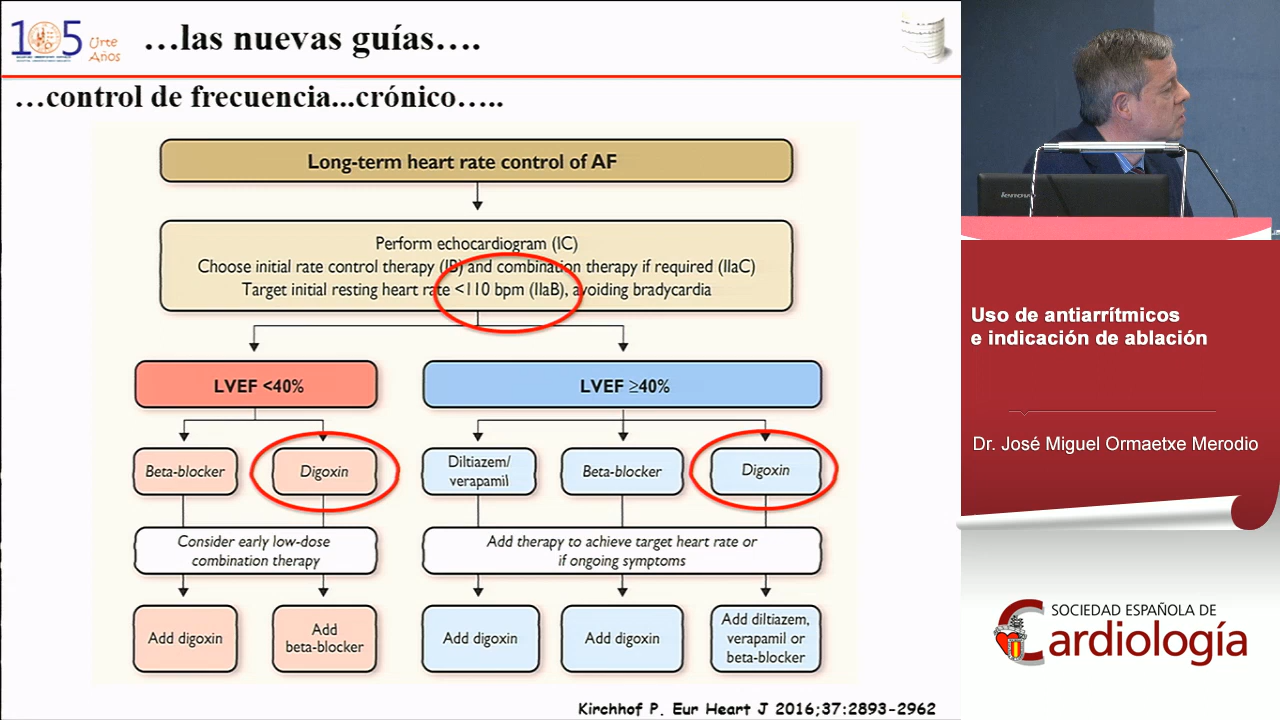 105
Urte
Años
…las nuevas guías….
…control de frecuencia...crónico…..
Long-term heart rate control of AF
Perform echocardiogram (IC)
Choose initial rate control therapy (IB) and combination therapy if required (IIaC)
Target initial resting heart rate <110 bpm (IIaB), avoiding bradycardia
LVEF <40%
LVEF ≥40%
Beta-blocker
Digoxin
Diltiazem/
verapamil
Beta-blocker
Digoxin
Consider early low-dose
combination therapy
Add therapy to achieve target heart rate or
if ongoing symptoms
Add digoxin
Add
beta-blocker
Add digoxin
Add digoxin
Add diltiazem,
verapamil or
beta-blocker
Kirchhof P. Eur Heart J 2016;37:2893-2962
lenovo
Uso de antiarrítmicos
e indicación de ablación
Dr. José Miguel Ormaetxe Merodio
SOCIEDAD ESPAÑOLA DE
Cardiología